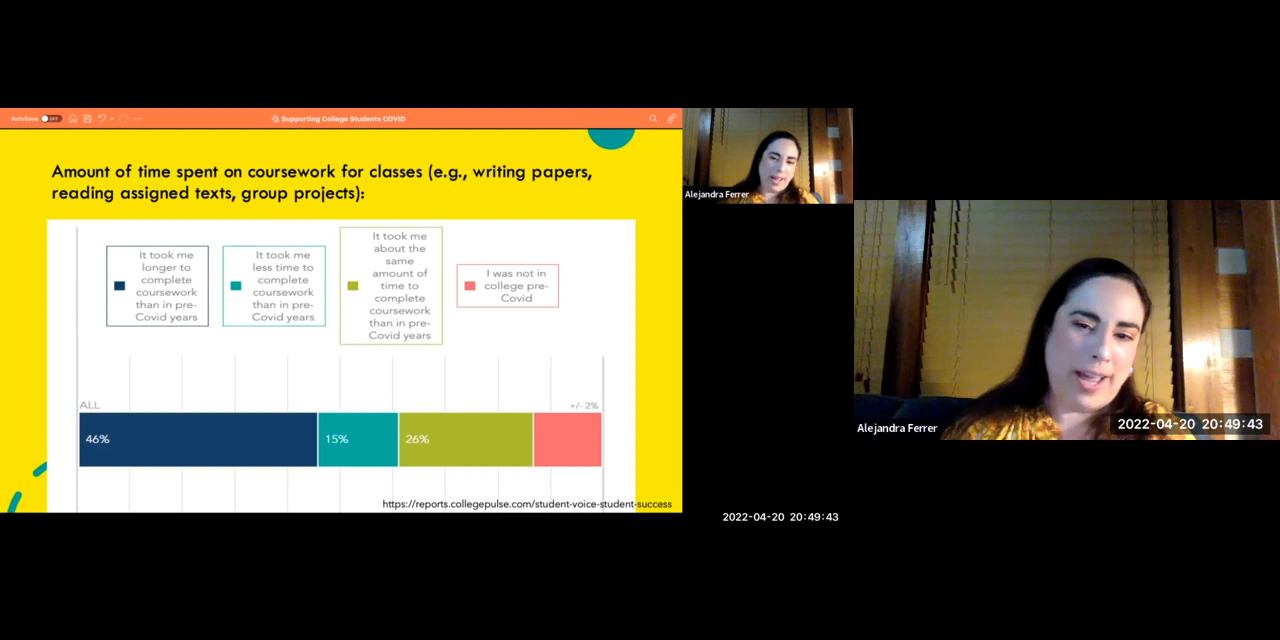 AutoSave OFF
Supporting College Students COVID
Amount of time spent on coursework for classes (e.g., writing papers,
reading assigned texts, group projects):
It took me
longer to
complete
coursework
than in pre-
Covid years
It took me
less time to
complete
coursework
than in pre-
Covid years
It took me
about the
same
amount of
time to
complete
coursework
than in pre-
Covid years
I was not in
college pre-
Covid
ALL
+/- 2%
46%
15%
26%
https://reports.collegepulse.com/student-voice-student-success
Alejandra Ferrer
2022-04-20 20:49:43
Alejandra Ferrer
2022-04-20 20:49:43